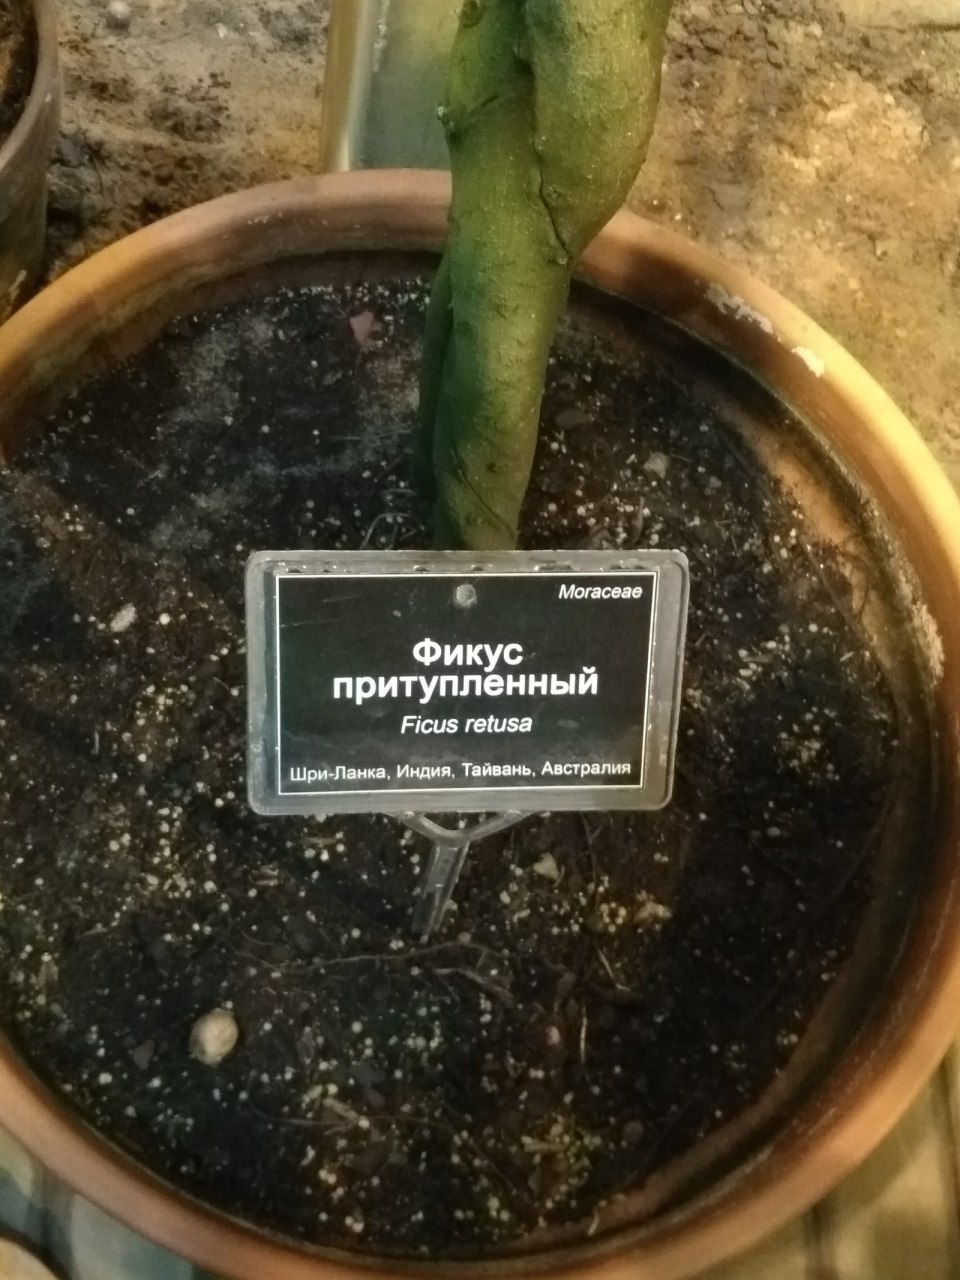 Moraceae
Фикус
притупленный
Ficus retusa
Шри-Ланка, Индия, Тайвань, Австралия